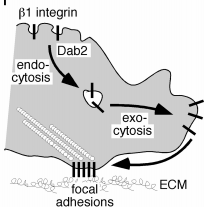 β1 integrin
Dab2
endo-
cytosis
exo-
cytosis
ECM
focal
adhesions